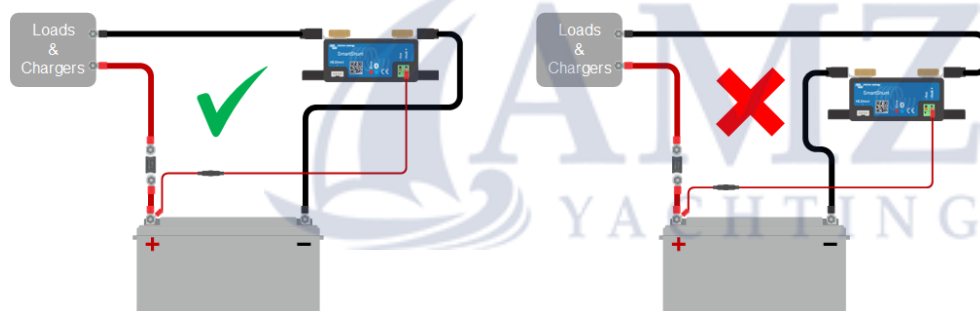 Loads
&
Chargers
SmartShunt
+
−
Loads
&
Chargers
SmartShunt
+
−
AMZ
YACHTING